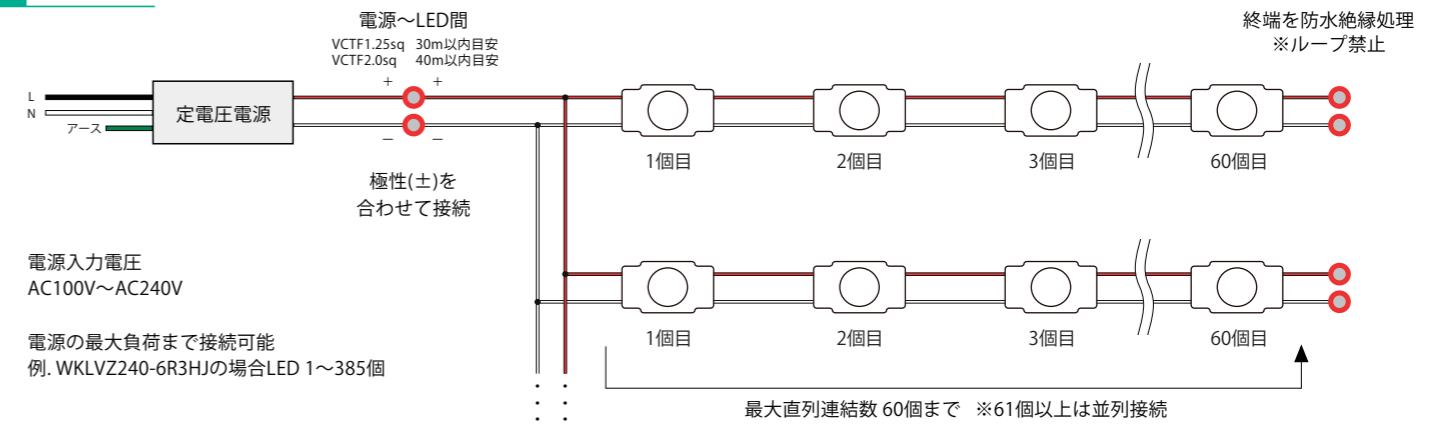 電源〜LED間
VCTF1.25sq 30m以内目安
VCTF2.0sq 40m以内目安
終端を防水絶縁処理
※ループ禁止
+ +
L
N
アース
定電圧電源
− −
極性(±)を
合わせて接続
1個目 2個目 3個目 60個目
電源入力電圧
AC100V〜AC240V
電源の最大負荷まで接続可能
例. WKLVZ240-6R3HJの場合LED 1〜385個
1個目 2個目 3個目 60個目
最大直列連結数 60個まで ※61個以上は並列接続